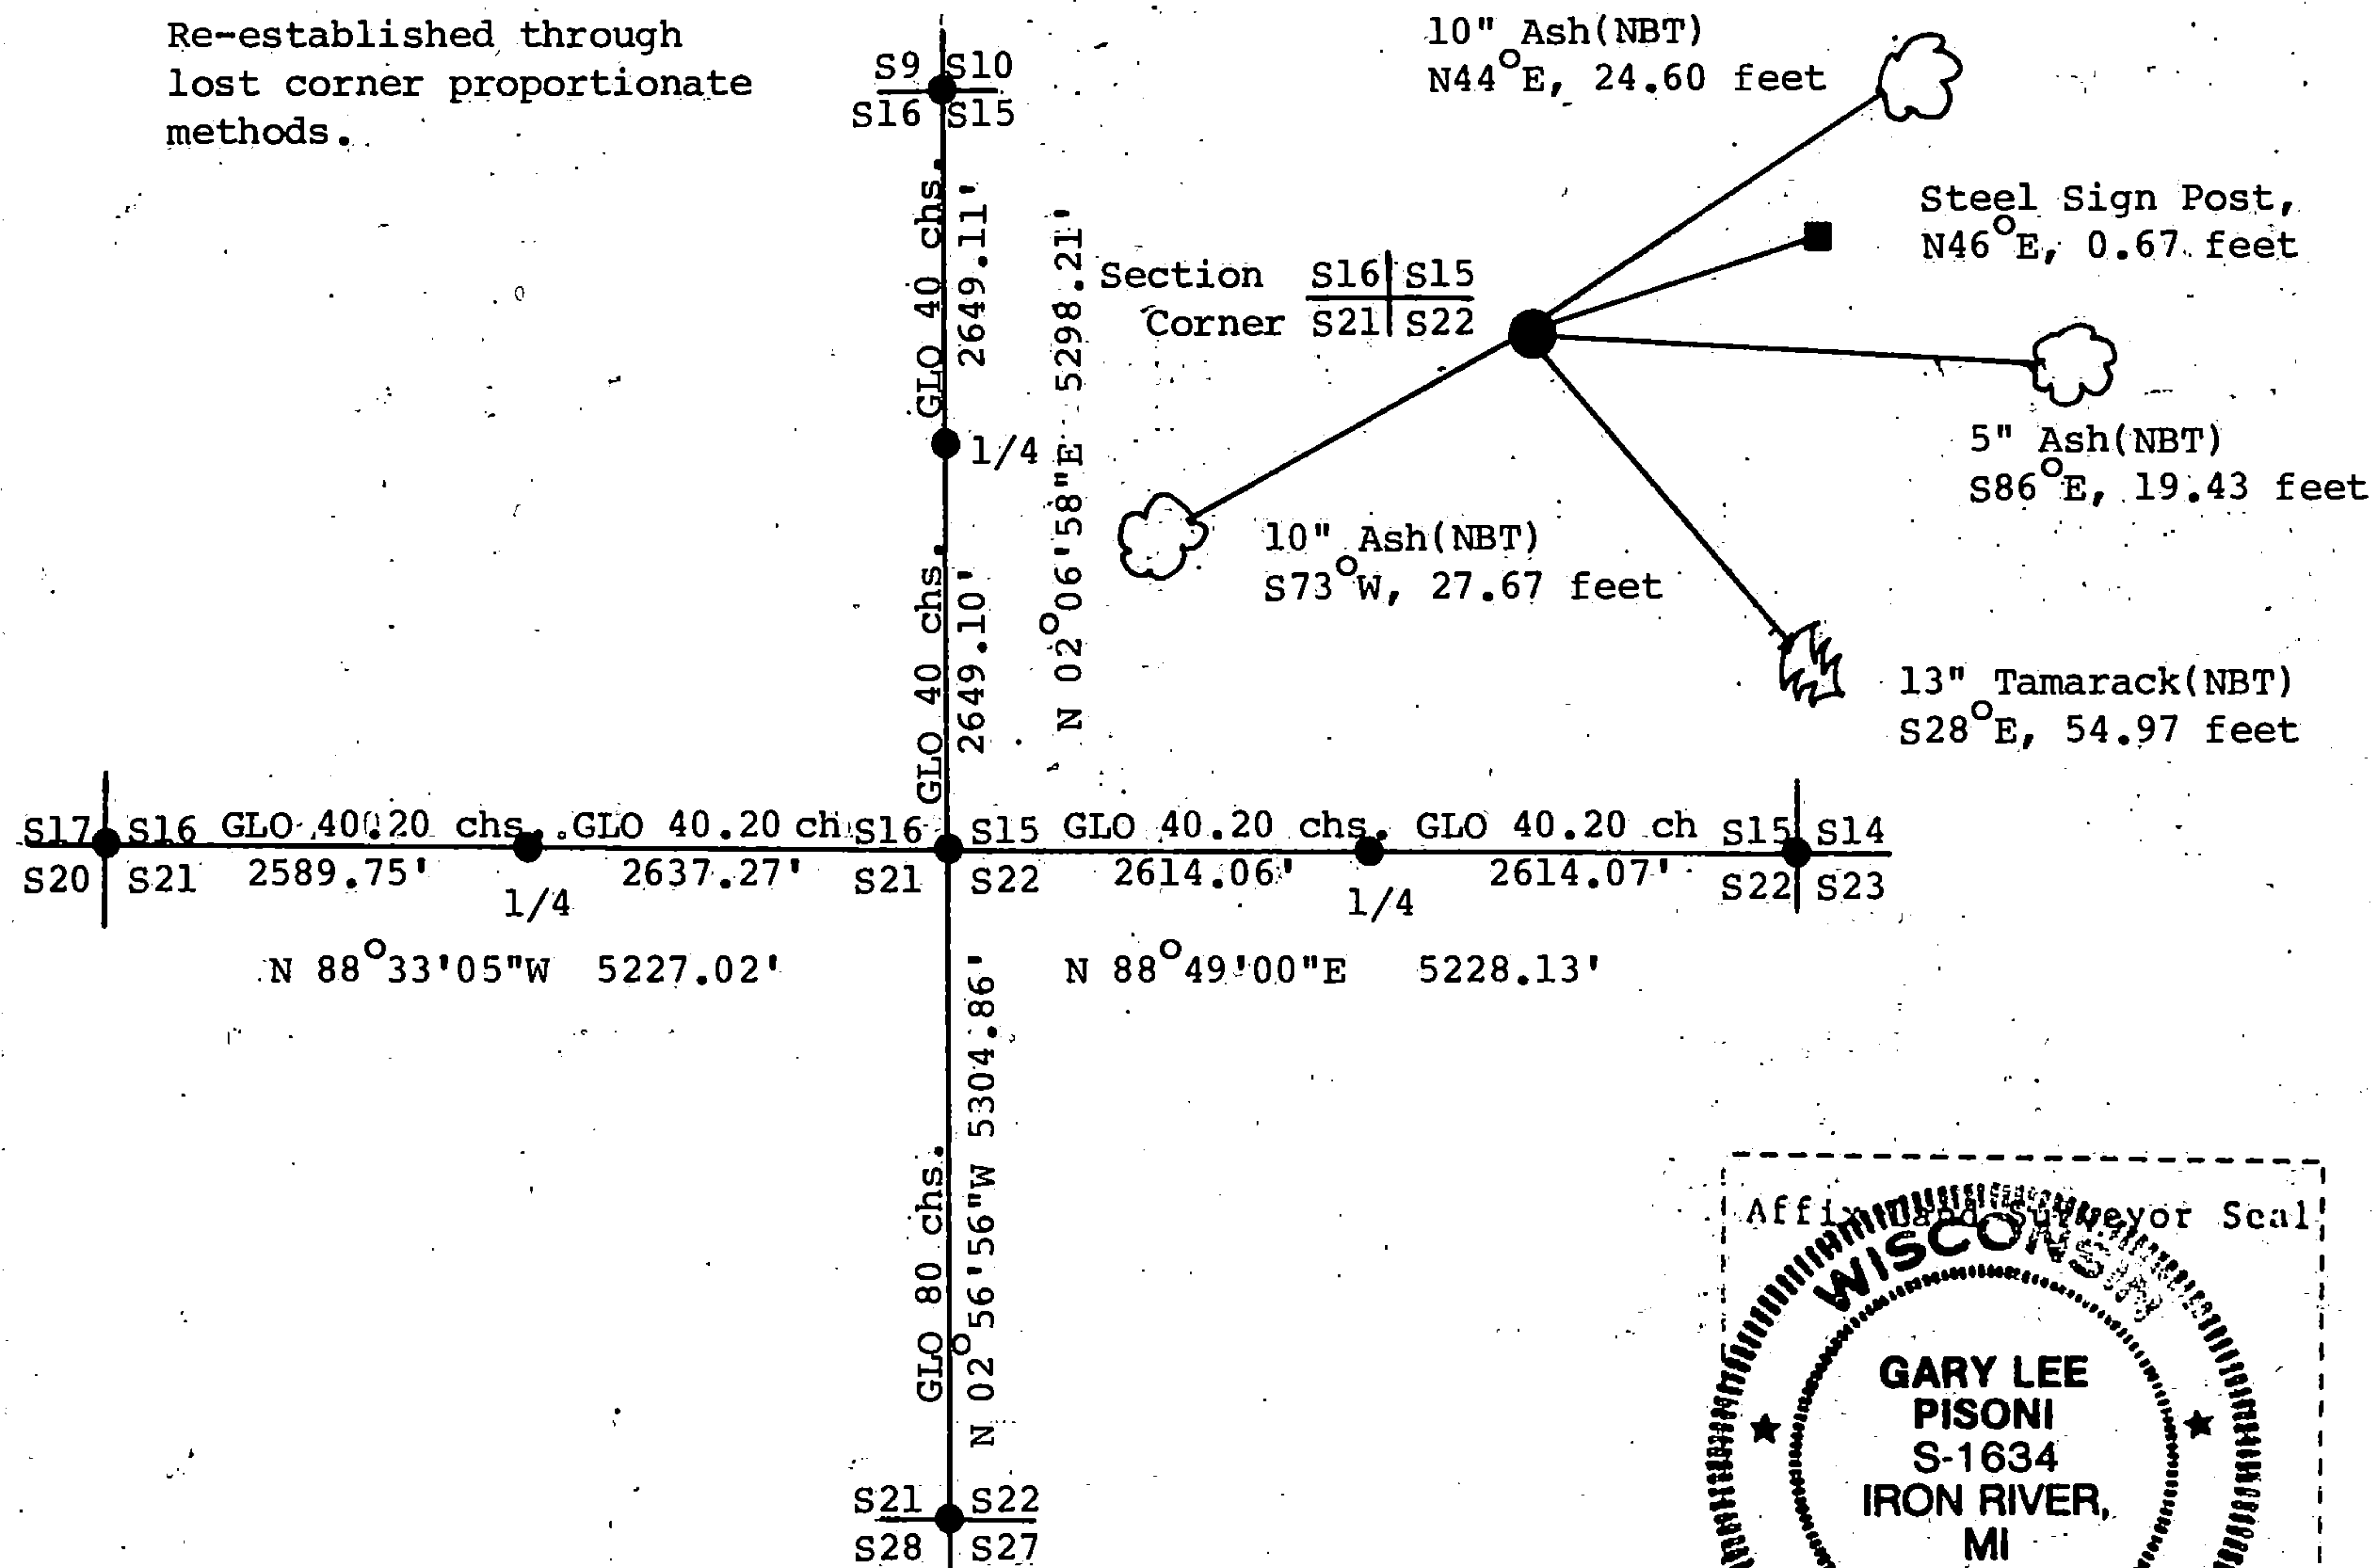 Re-established through
lost corner proportionate
methods.
S9 S10
S16 S15
GLO 40 chs.
2649.11'
1/4
GLO 40 chs.
2649.10'
N 02°06'58"E 5298.21'
10" Ash(NBT)
N44°E, 24.60 feet
Steel Sign Post,
N46°E, 0.67 feet
Section S16 S15
Corner S21 S22
5" Ash(NBT)
S86°E, 19.43 feet
10" Ash(NBT)
S73°W, 27.67 feet
13" Tamarack(NBT)
S28°E, 54.97 feet
S17 S16 GLO 40.20 chs. GLO 40.20 ch S16 S15 GLO 40.20 chs. GLO 40.20 ch S15 S14
S20 S21 2589.75' 2637.27' S21 S22 2614.06' 2614.07' S22 S23
1/4 1/4
N 88°33'05"W 5227.02' N 88°49'00"E 5228.13'
GLO 80 chs.
N 02°56'56"W 5304.86'
S21 S22
S28 S27
Affix Land Surveyor Seal
WISCONSIN
GARY LEE
PISONI
S-1634
IRON RIVER,
MI